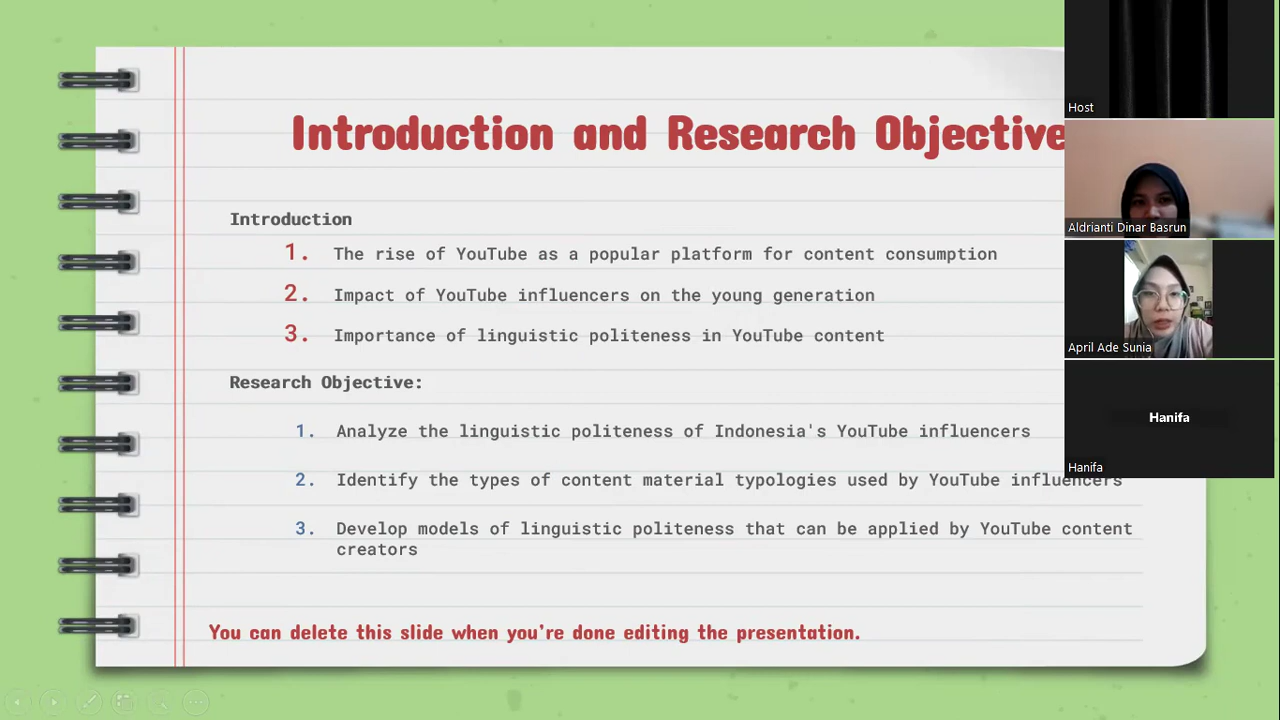 Introduction and Research Objective
Introduction
1. The rise of YouTube as a popular platform for content consumption
2. Impact of YouTube influencers on the young generation
3. Importance of linguistic politeness in YouTube content
Research Objective:
1. Analyze the linguistic politeness of Indonesia's YouTube influencers
2. Identify the types of content material typologies used by YouTube influencers
3. Develop models of linguistic politeness that can be applied by YouTube content
creators
You can delete this slide when you're done editing the presentation.
Host
Aldrianti Dinar Basrun
April Ade Sunia
Hanifa
Hanifa